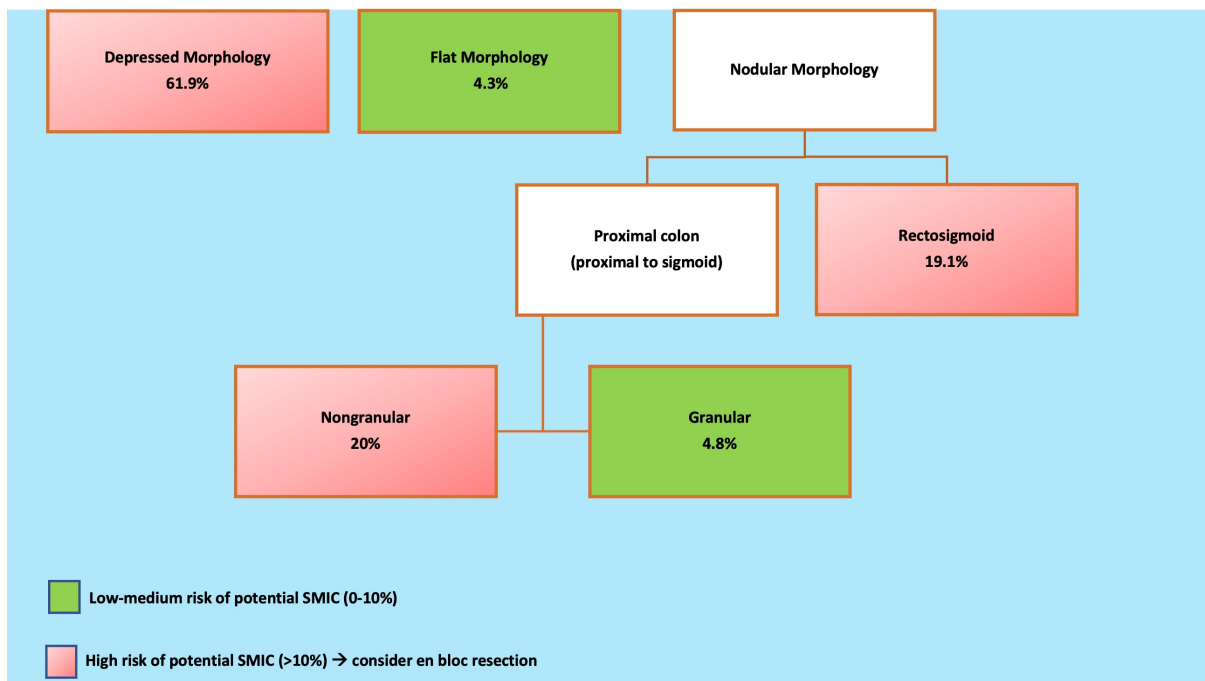 Depressed Morphology
61.9%
Flat Morphology
4.3%
Nodular Morphology
Proximal colon
(proximal to sigmoid)
Rectosigmoid
19.1%
Nongranular
20%
Granular
4.8%
Low-medium risk of potential SMIC (0-10%)
High risk of potential SMIC (>10%) → consider en bloc resection